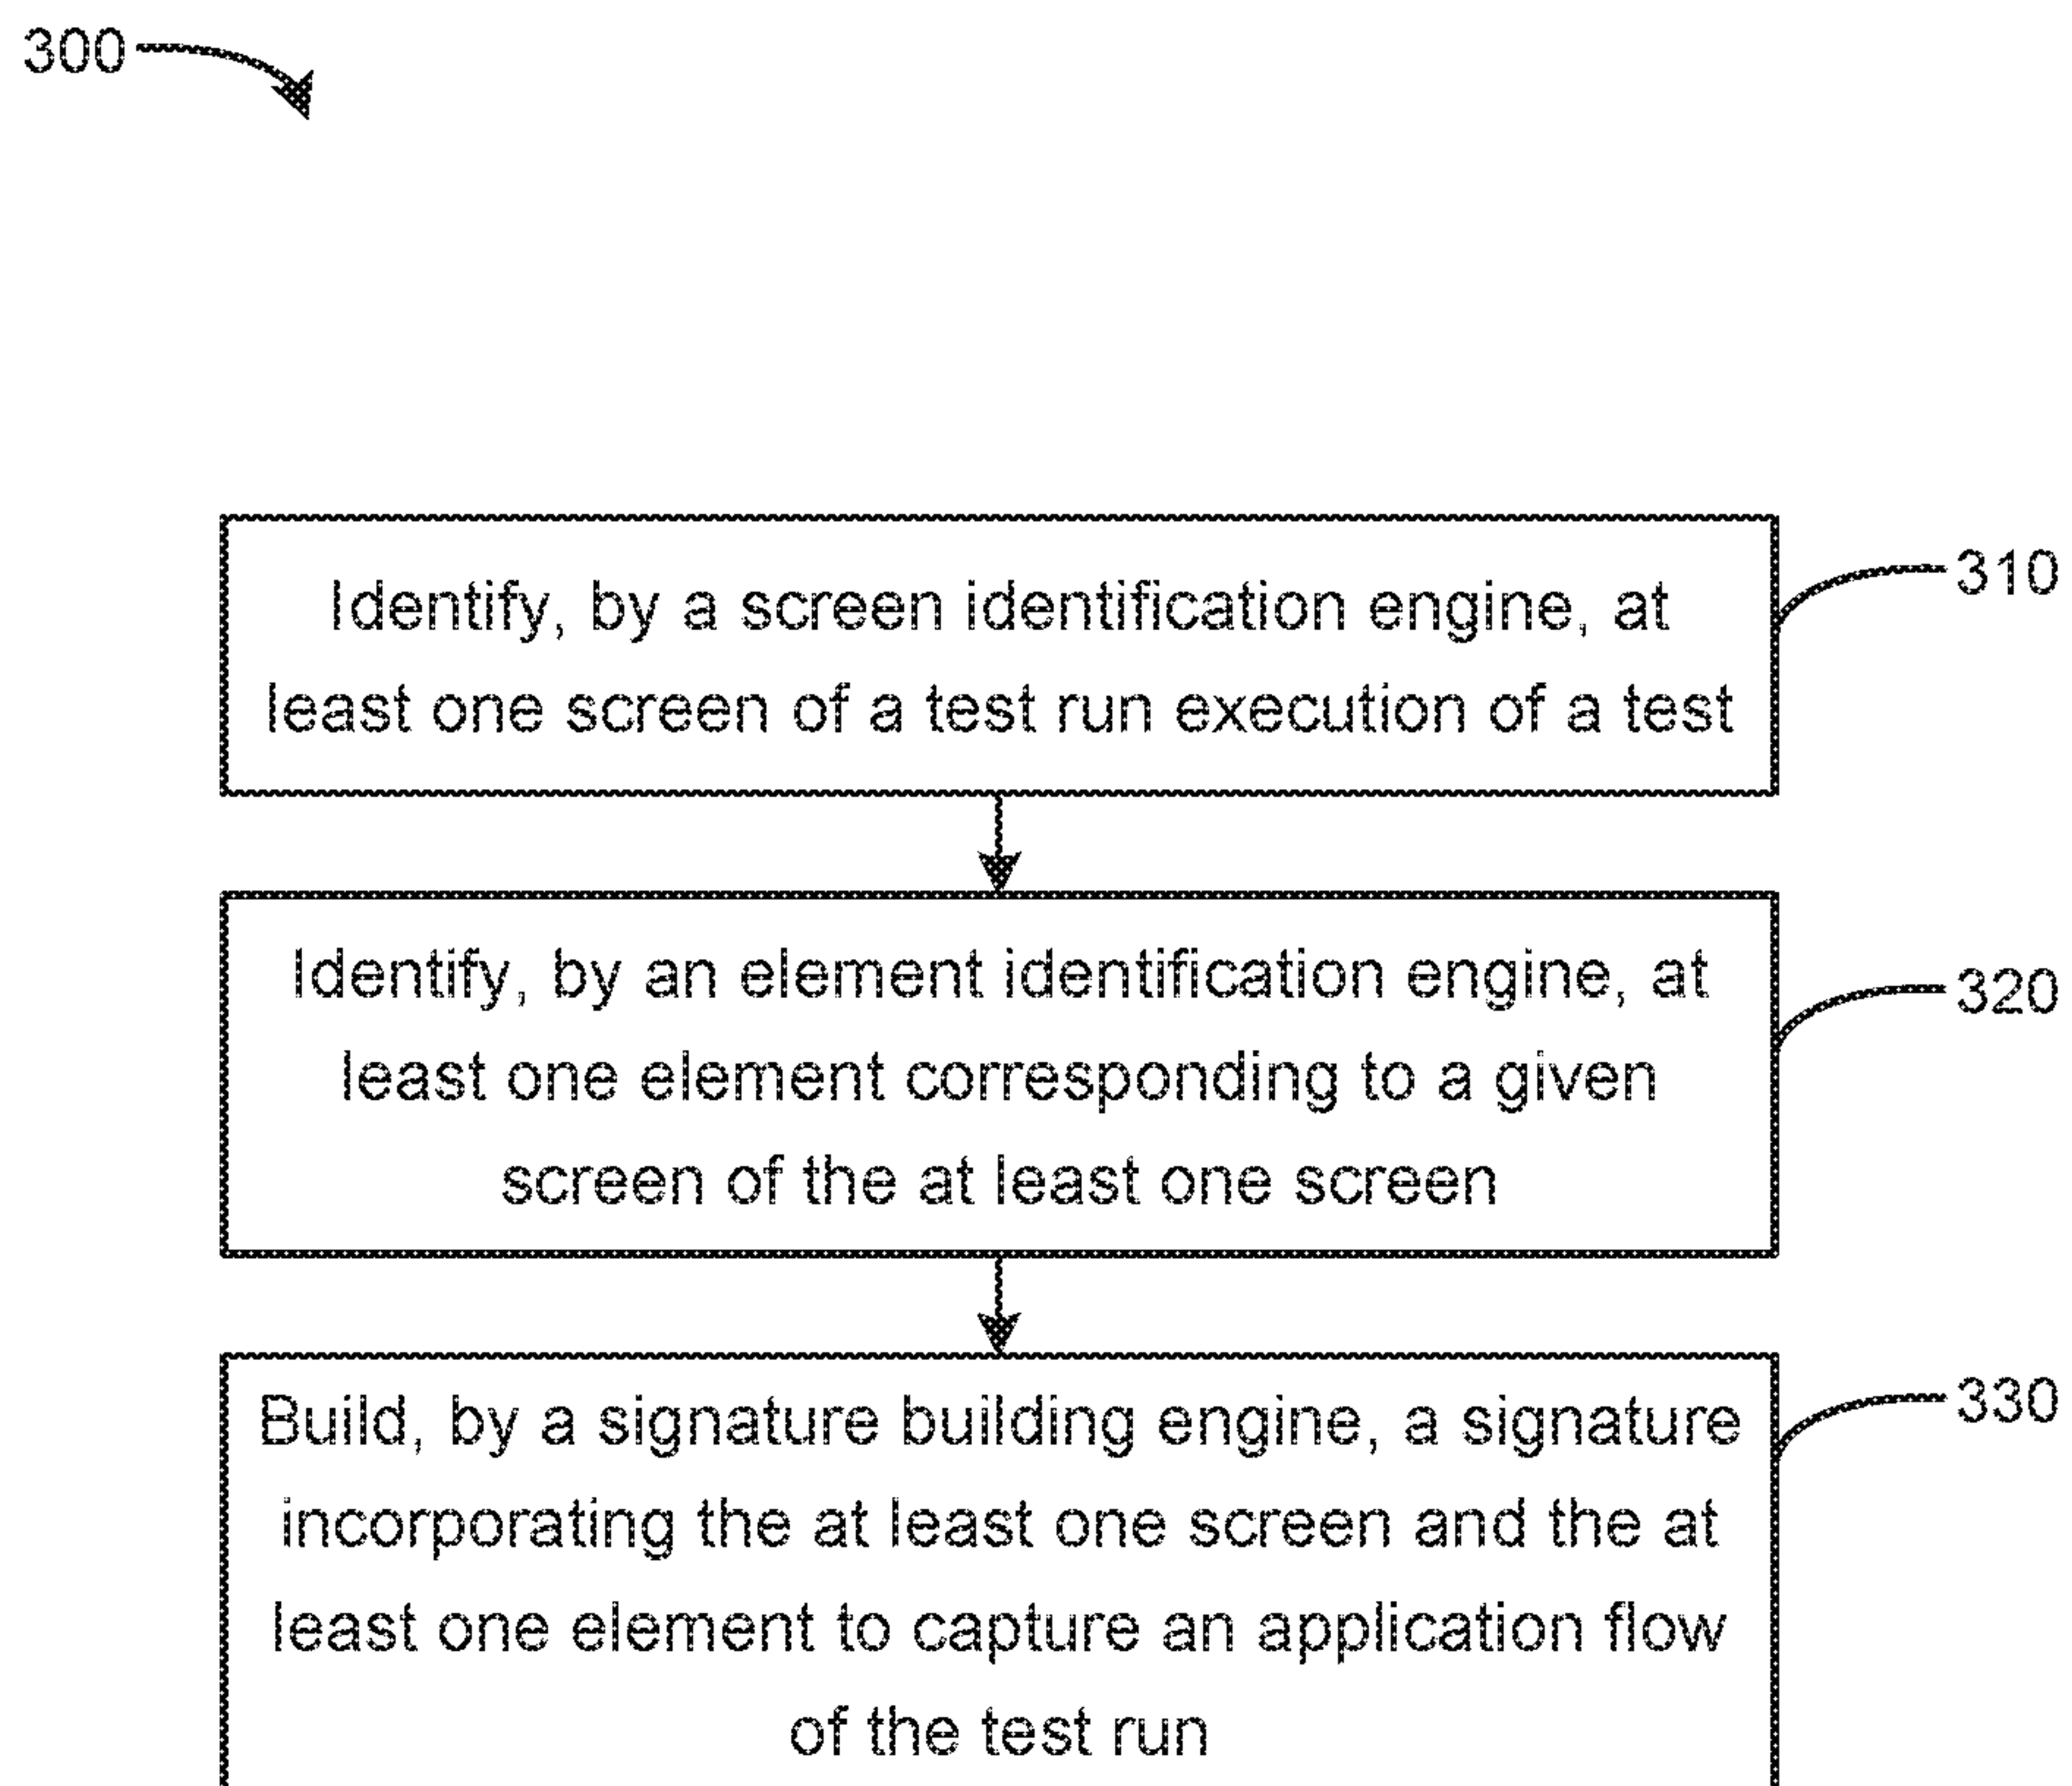 300
Identify, by a screen identification engine, at
least one screen of a test run execution of a test
310
Identify, by an element identification engine, at
least one element corresponding to a given
screen of the at least one screen
320
Build, by a signature building engine, a signature
incorporating the at least one screen and the at
least one element to capture an application flow
of the test run
330